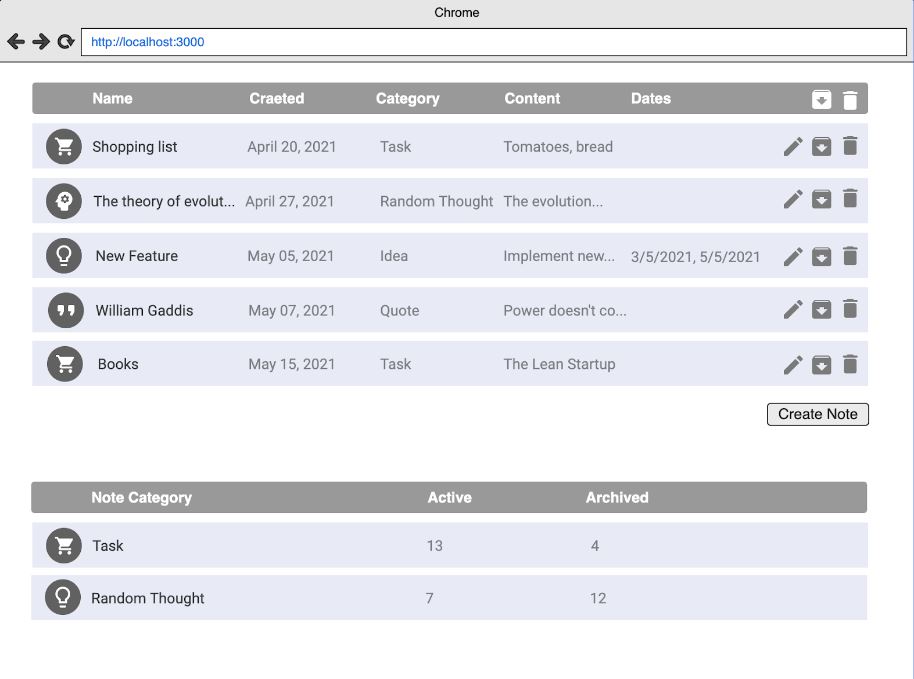 Chrome
http://localhost:3000
Name Craeted Category Content Dates
Shopping list April 20, 2021 Task Tomatoes, bread
The theory of evolut... April 27, 2021 Random Thought The evolution...
New Feature May 05, 2021 Idea Implement new... 3/5/2021, 5/5/2021
William Gaddis May 07, 2021 Quote Power doesn't co...
Books May 15, 2021 Task The Lean Startup
Create Note
Note Category Active Archived
Task 13 4
Random Thought 7 12